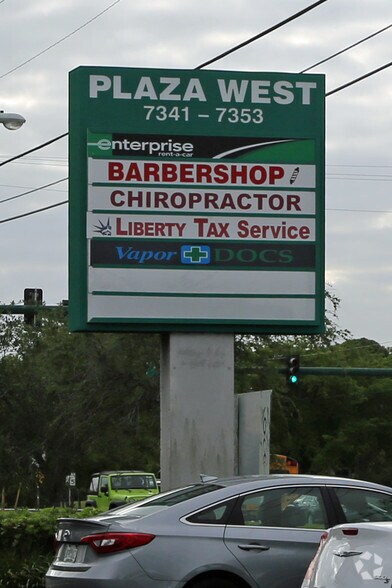 PLAZA WEST
7341 – 7353
enterprise
rent-a-car
BARBERSHOP
CHIROPRACTOR
LIBERTY TAX SERVICE
Vapor DOCS